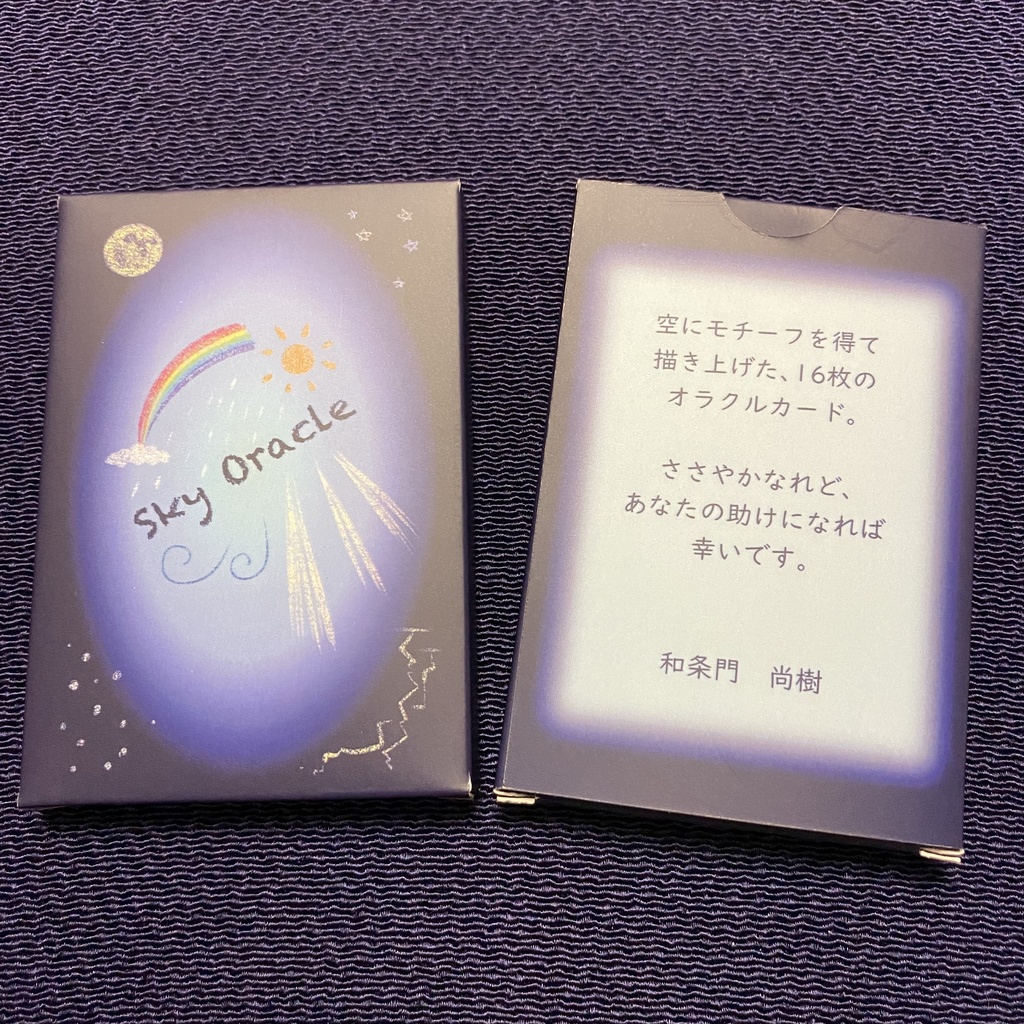 Sky Oracle
空にモチーフを得て
描き上げた、16枚の
オラクルカード。
ささやかなれど、
あなたの助けになれば
幸いです。
和条門　尚樹